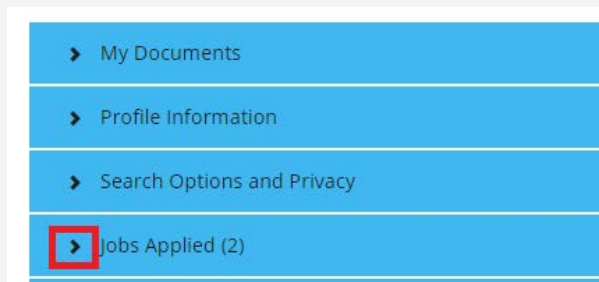 My Documents
Profile Information
Search Options and Privacy
Jobs Applied (2)